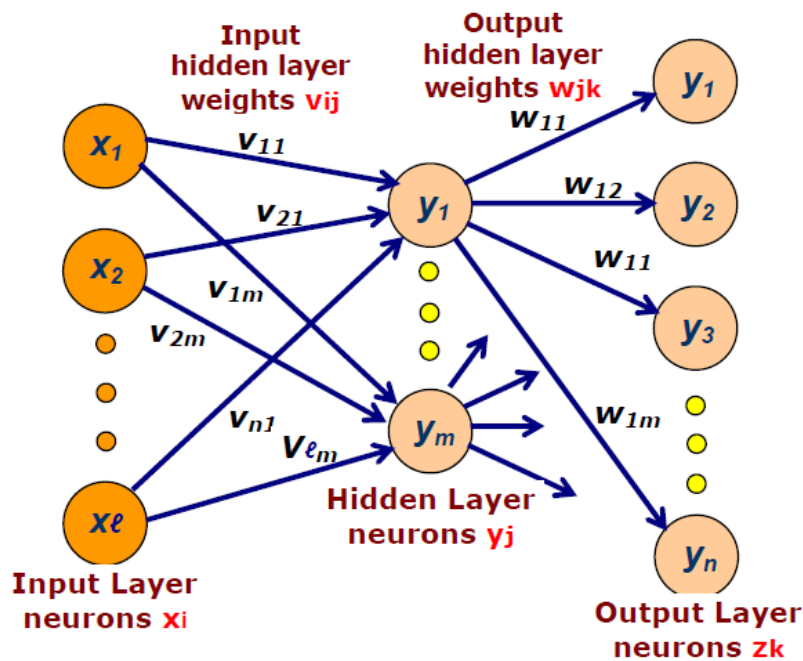 Input
hidden layer
weights vij
Output
hidden layer
weights wjk
x1
x2
xℓ
v11
v21
v1m
v2m
vn1
Vℓm
y1
ym
w11
w12
w11
w1m
y1
y2
y3
yn
Hidden Layer
neurons yj
Input Layer
neurons xi
Output Layer
neurons zk